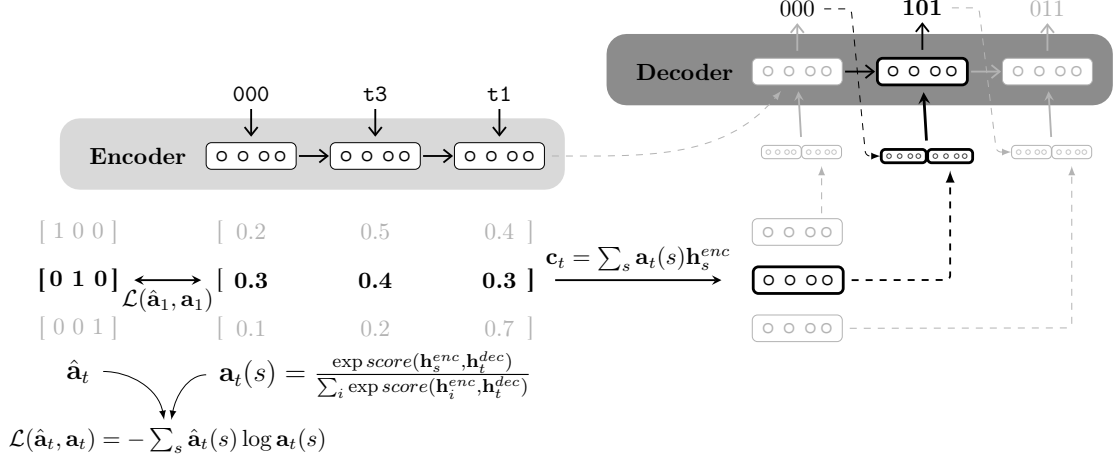 000 101 011
Decoder
000 t3 t1
Encoder
[ 1 0 0 ] [ 0.2 0.5 0.4 ]
[0 1 0] [ 0.3 0.4 0.3 ]
𝓛(â₁, a₁)
c_t = ∑_s a_t(s)h_s^{enc}
[ 0 0 1 ] [ 0.1 0.2 0.7 ]
â_t a_t(s) = \frac{exp score(h_s^{enc},h_t^{dec})}{∑_i exp score(h_i^{enc},h_t^{dec})}
𝓛(â_t, a_t) = − ∑_s â_t(s) log a_t(s)